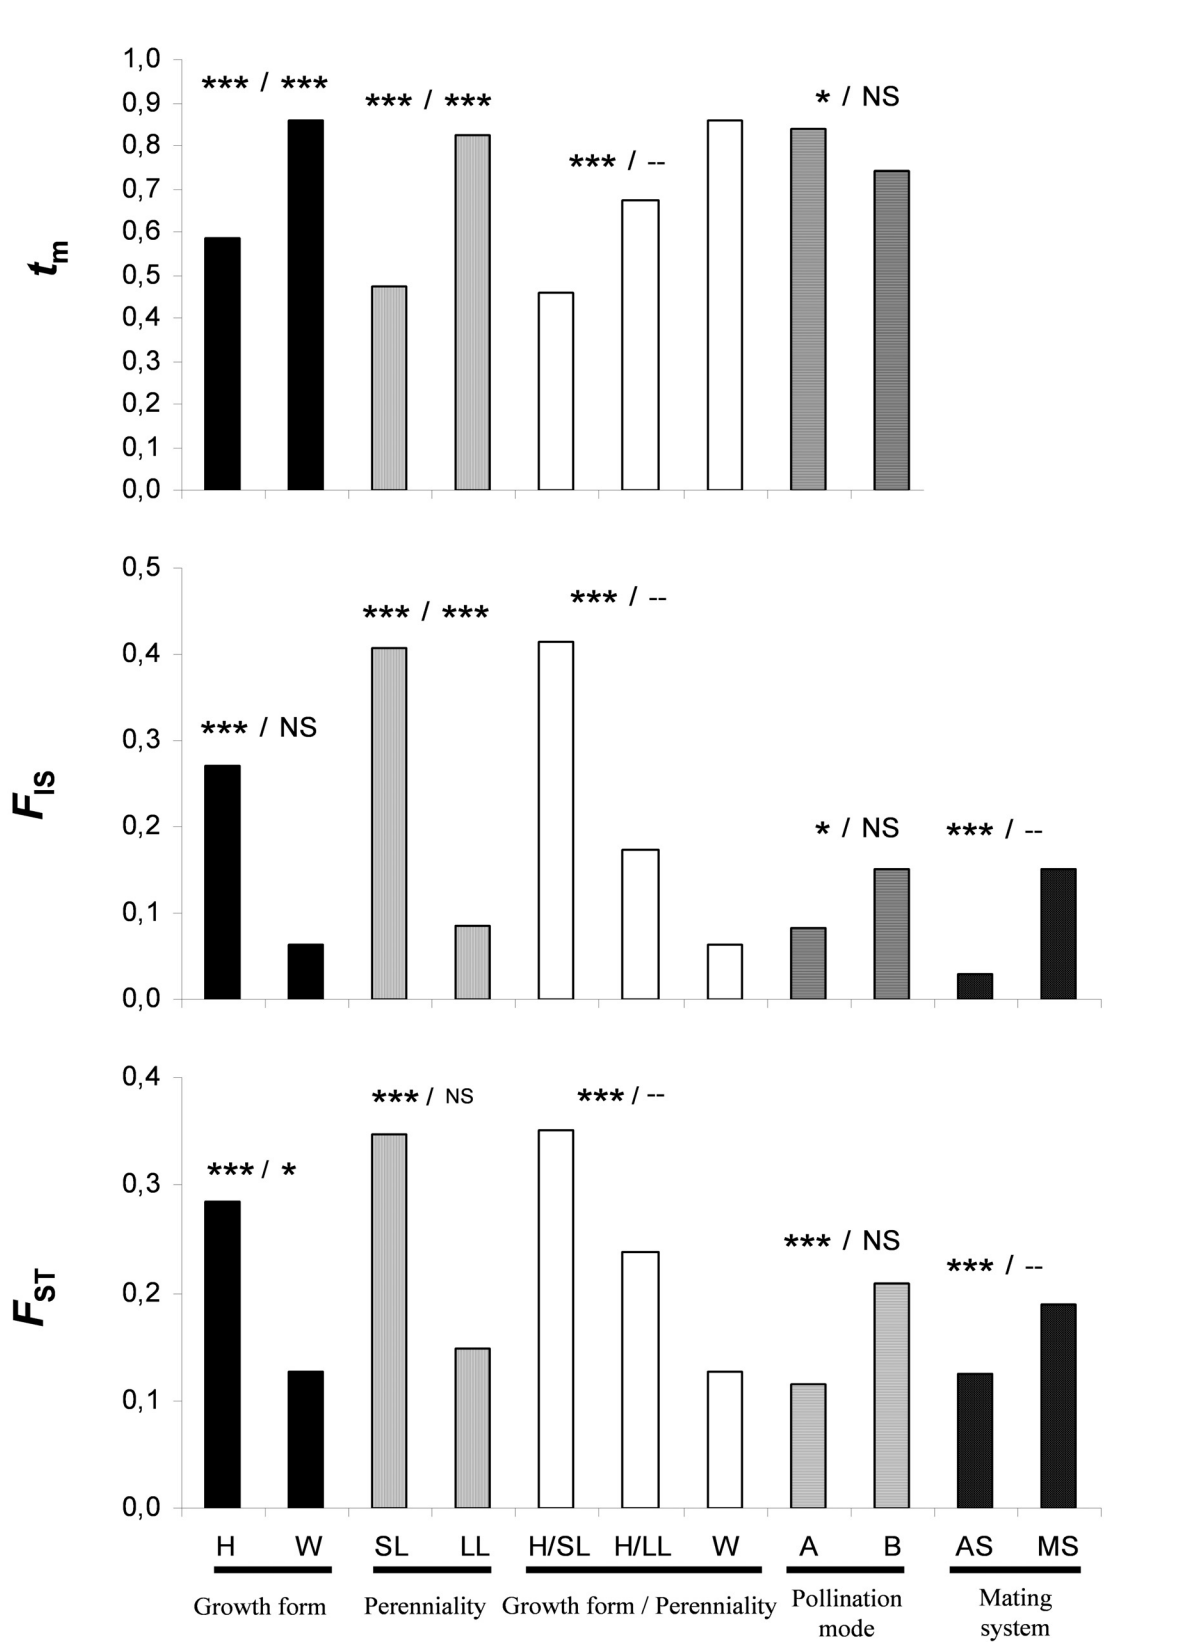 1,0
*** / ***
0,9
*** / ***
* / NS
0,8
*** / --
0,7
0,6
tm
0,5
0,4
0,3
0,2
0,1
0,0
0,5
*** / ***
*** / --
0,4
*** / NS
0,3
FIS
0,2
* / NS
*** / --
0,1
0,0
0,4
*** / NS
*** / --
*** / *
0,3
*** / NS
*** / --
FST
0,2
0,1
0,0
H W SL LL H/SL H/LL W A B AS MS
Growth form Perenniality Growth form / Perenniality
Pollination
mode
Mating
system